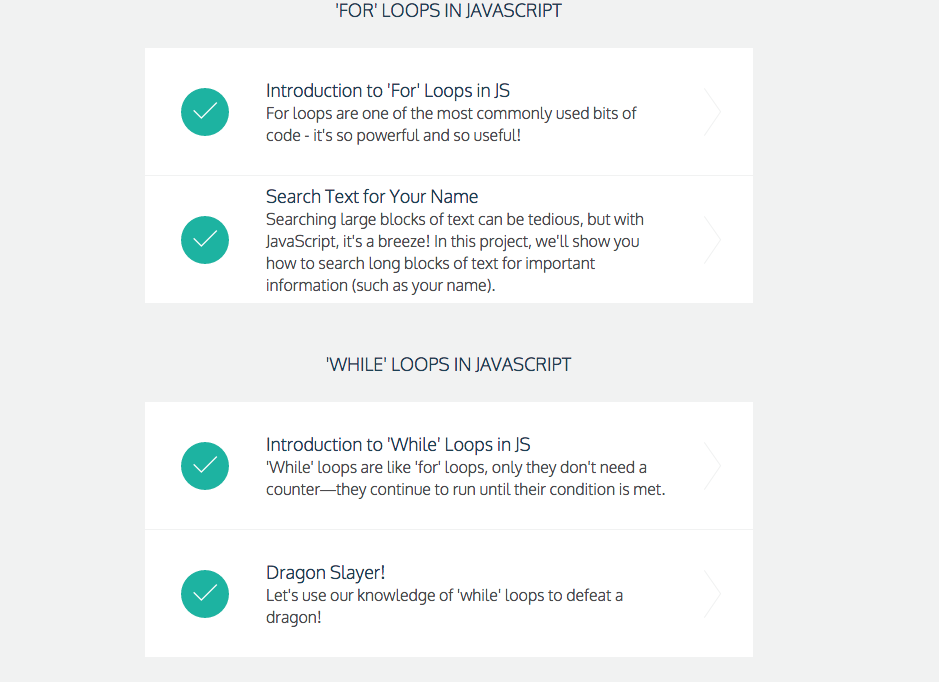 'FOR' LOOPS IN JAVASCRIPT
Introduction to 'For' Loops in JS
For loops are one of the most commonly used bits of
code - it's so powerful and so useful!
Search Text for Your Name
Searching large blocks of text can be tedious, but with
JavaScript, it's a breeze! In this project, we'll show you
how to search long blocks of text for important
information (such as your name).
'WHILE' LOOPS IN JAVASCRIPT
Introduction to 'While' Loops in JS
'While' loops are like 'for' loops, only they don't need a
counter—they continue to run until their condition is met.
Dragon Slayer!
Let's use our knowledge of 'while' loops to defeat a
dragon!